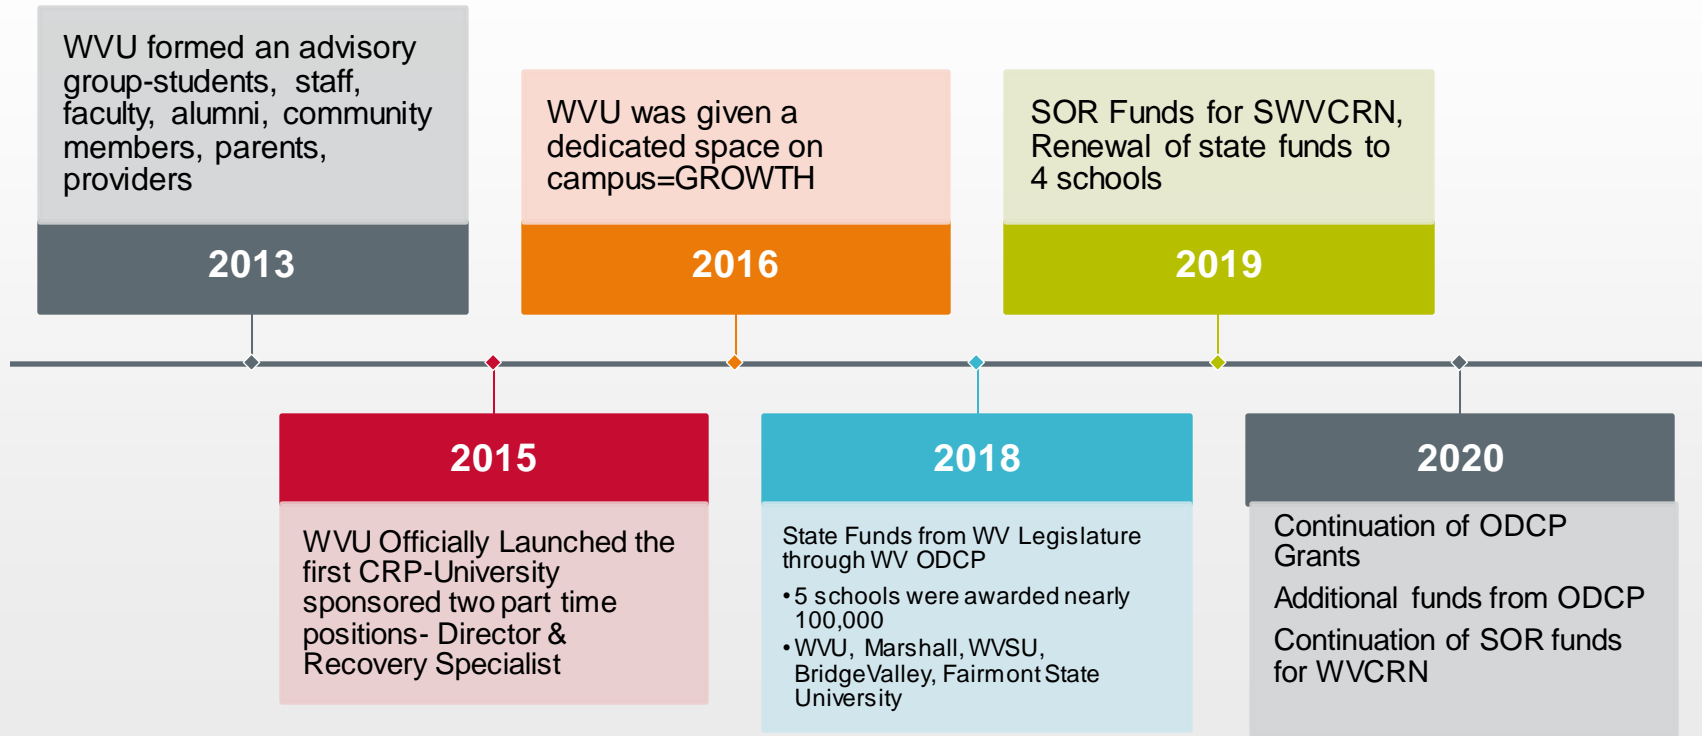 WVU formed an advisory
group-students, staff,
faculty, alumni, community
members, parents,
providers
2013
WVU Officially Launched the
first CRP-University
sponsored two part time
positions- Director &
Recovery Specialist
2015
WVU was given a
dedicated space on
campus=GROWTH
2016
2018
State Funds from WV Legislature
through WV ODCP
•5 schools were awarded nearly
100,000
•WVU, Marshall, WVSU,
BridgeValley, Fairmont State
University
SOR Funds for SWVCRN,
Renewal of state funds to
4 schools
2019
2020
Continuation of ODCP
Grants
Additional funds from ODCP
Continuation of SOR funds
for WVCRN